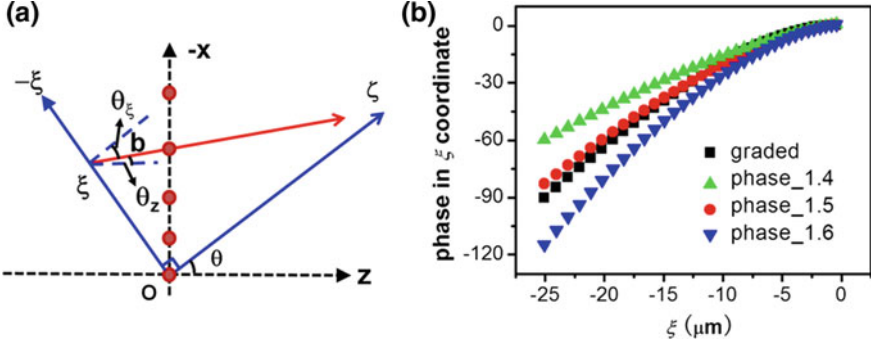 (a)
-x
−ξ
ζ
θξ
b
ξ
θz
θ
O
z
(b)
phase in ξ coordinate
0
-30
-60
-90
-120
graded
phase_1.4
phase_1.5
phase_1.6
-25 -20 -15 -10 -5 0
ξ (μm)